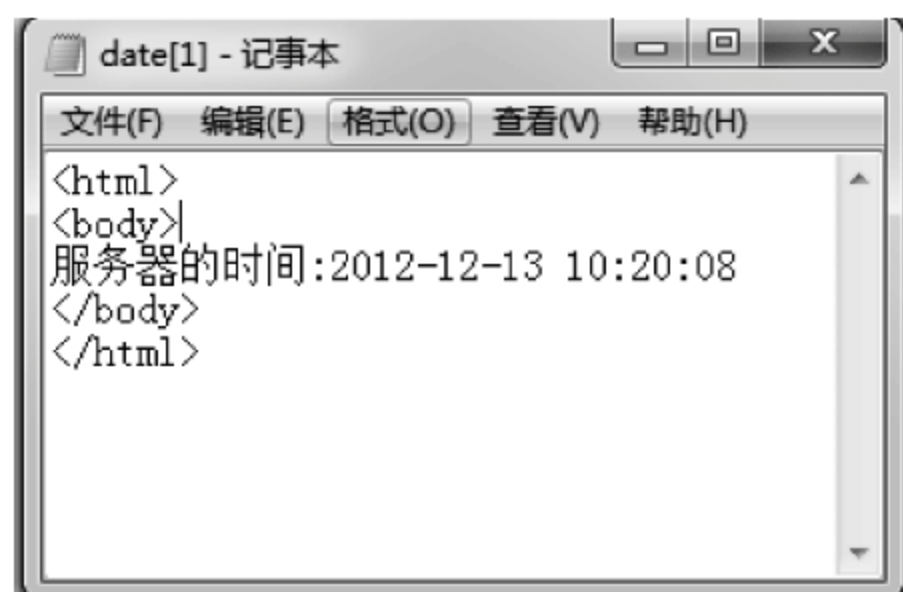 date[1] - 记事本
文件(F) 编辑(E) 格式(O) 查看(V) 帮助(H)
<html>
<body>
服务器的时间:2012-12-13 10:20:08
</body>
</html>